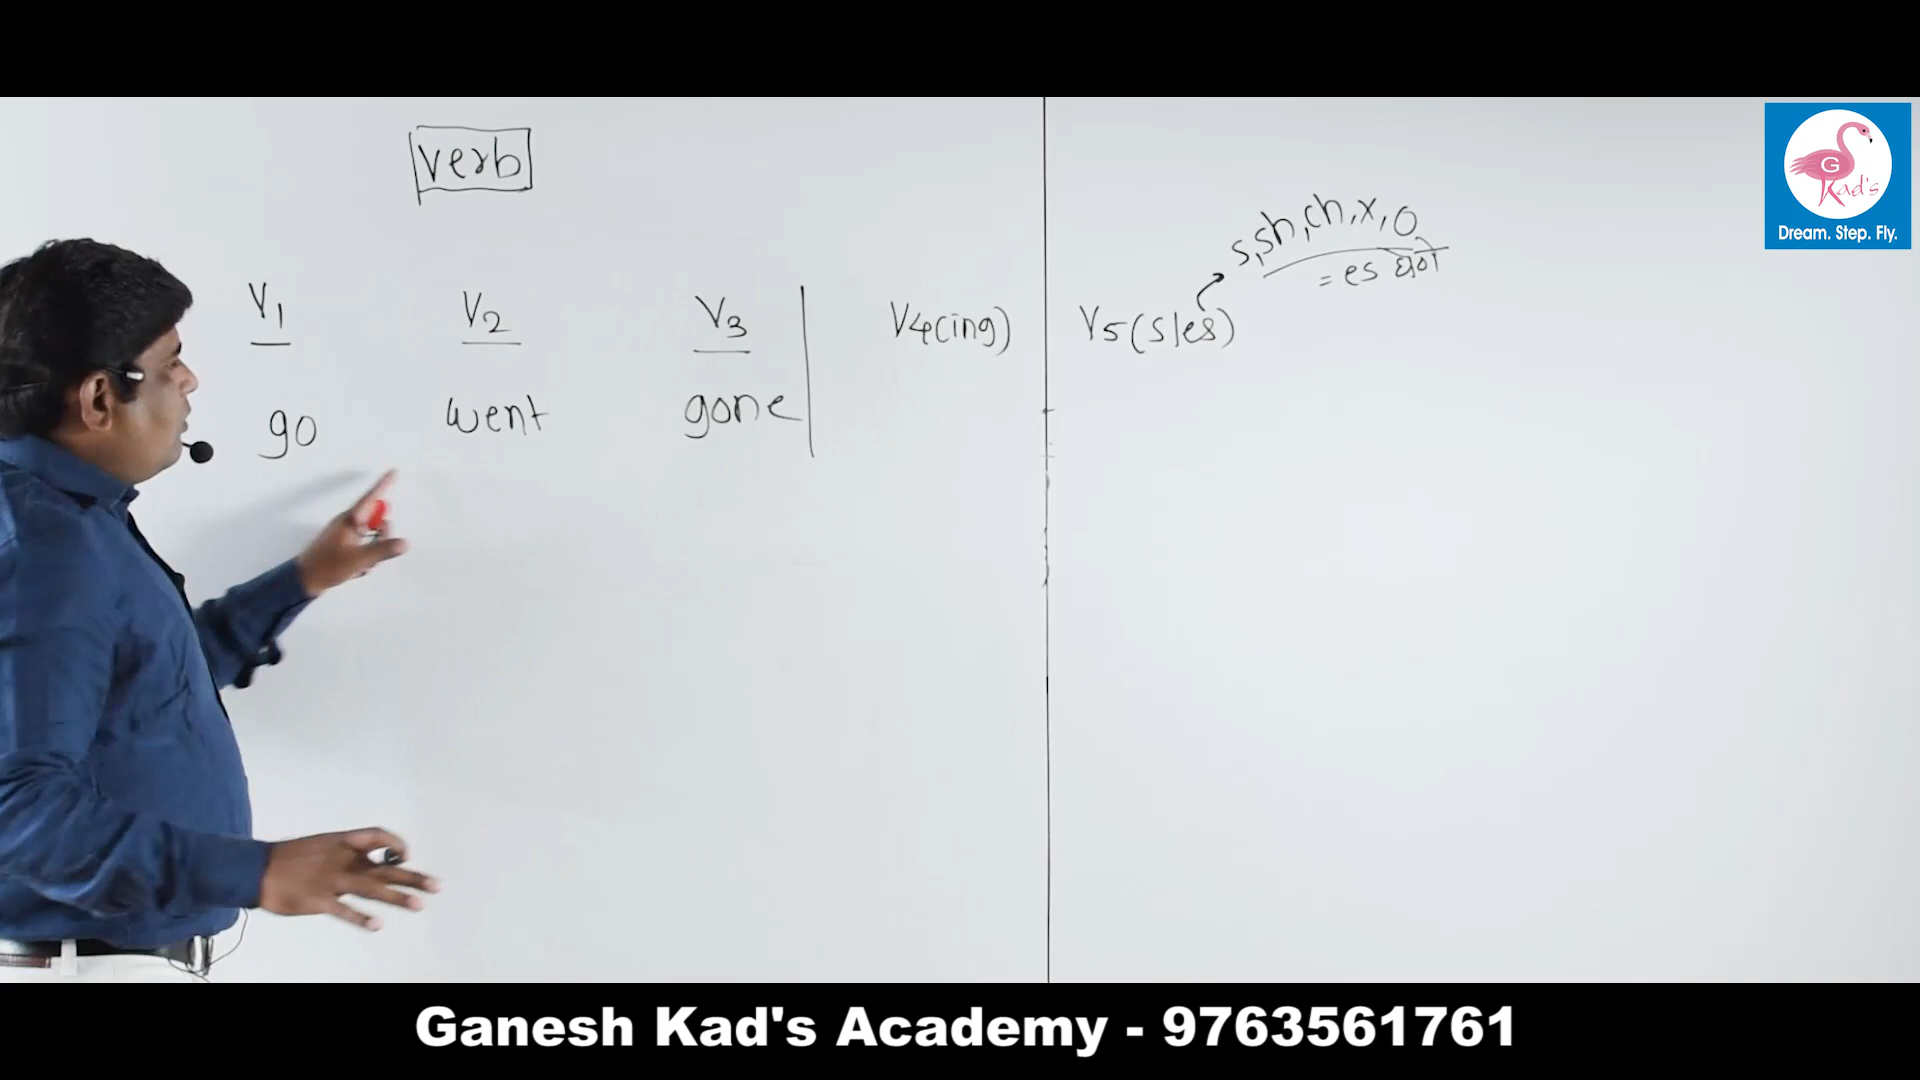 verb
s, sh, ch, x, o
= es घेता
V1 V2 V3 V4(ing) V5(s/es)
go went gone
G
Kad's
Dream. Step. Fly.
Ganesh Kad's Academy - 9763561761